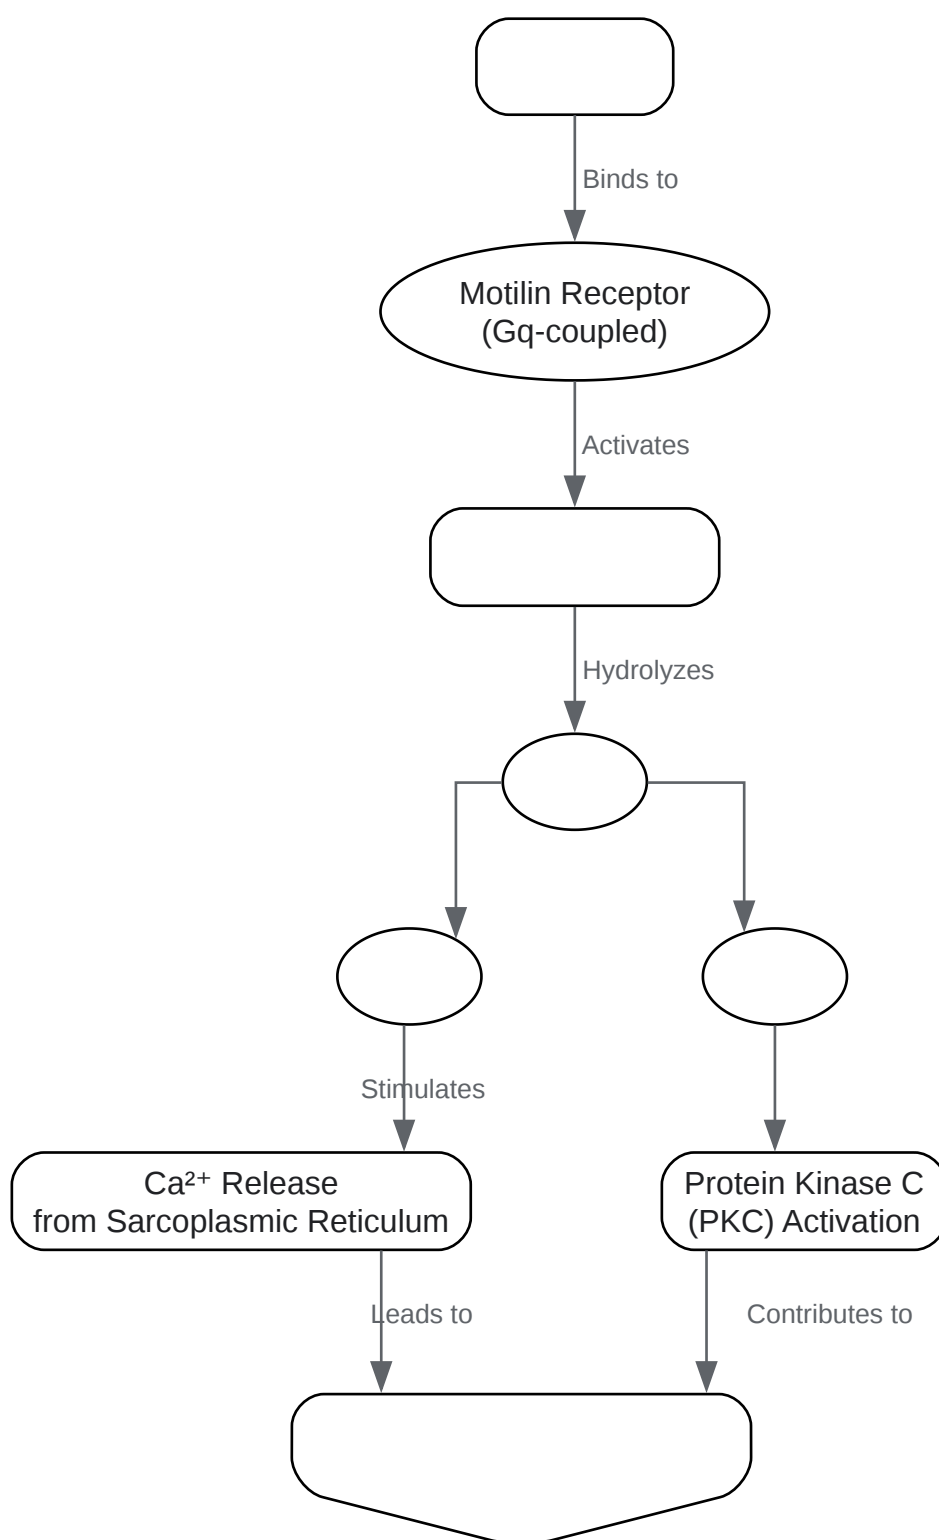 Binds to
Motilin Receptor
(Gq-coupled)
Activates
Hydrolyzes
Stimulates
Ca²⁺ Release
from Sarcoplasmic Reticulum
Protein Kinase C
(PKC) Activation
Leads to
Contributes to